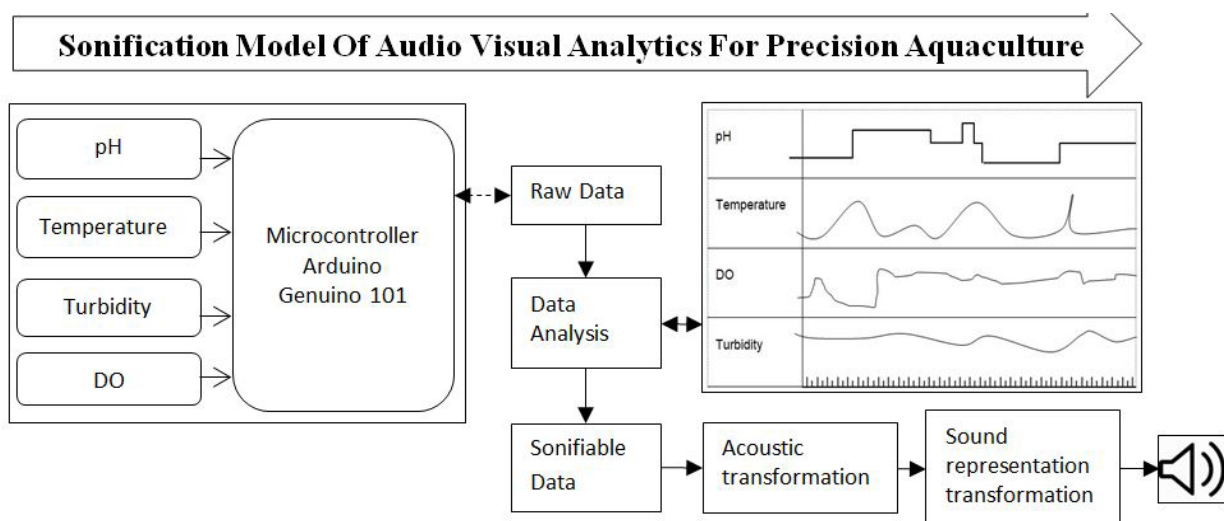 Sonification Model Of Audio Visual Analytics For Precision Aquaculture
pH
Temperature
Turbidity
DO
Microcontroller
Arduino
Genuino 101
Raw Data
Data
Analysis
Sonifiable
Data
pH
Temperature
DO
Turbidity
Acoustic
transformation
Sound
representation
transformation